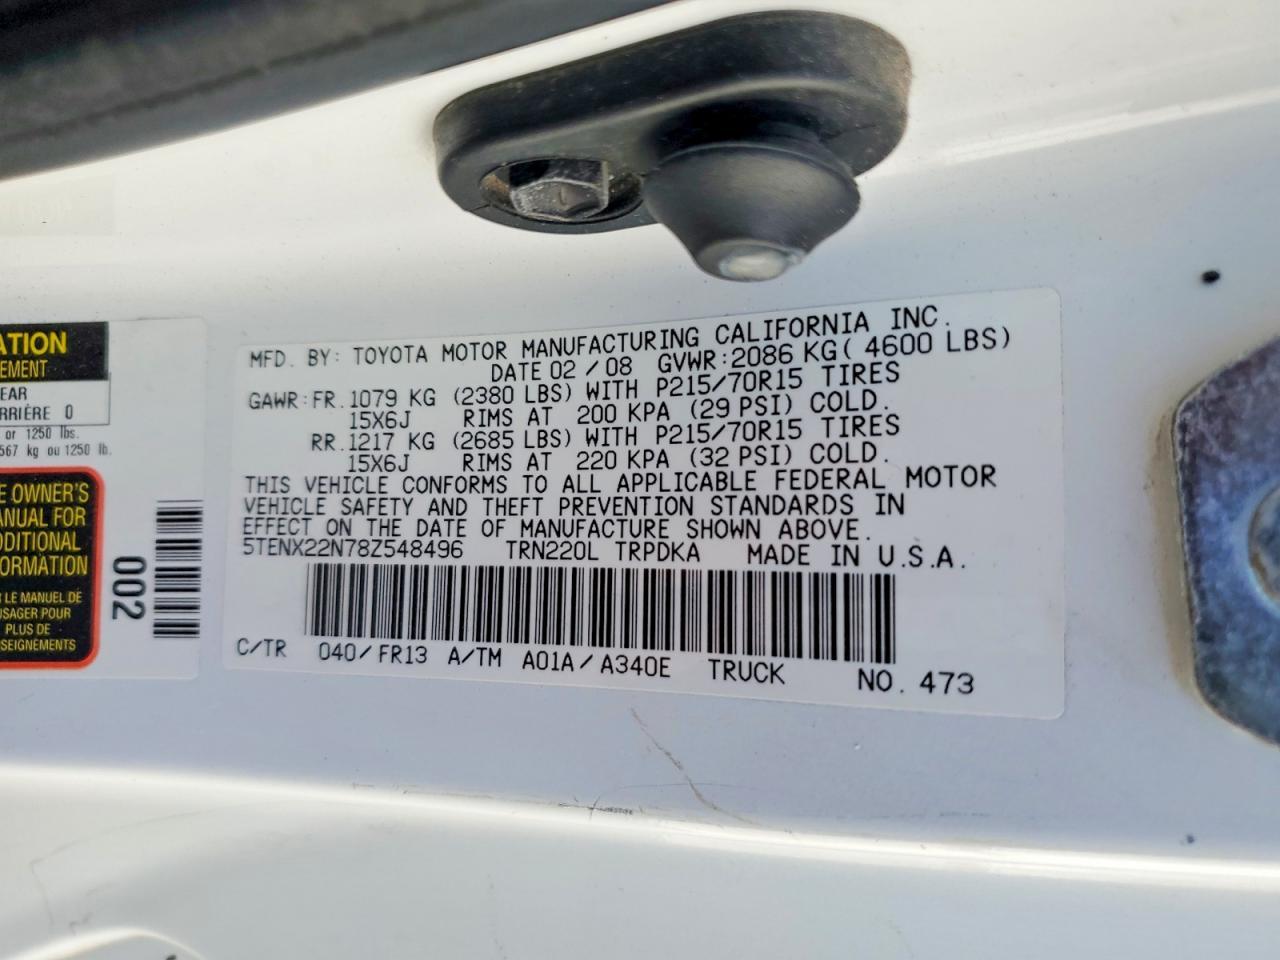 MFD. BY: TOYOTA MOTOR MANUFACTURING CALIFORNIA INC.
DATE 02 / 08 GVWR:2086 KG( 4600 LBS)
GAWR: FR. 1079 KG (2380 LBS) WITH P215/70R15 TIRES
15X6J RIMS AT 200 KPA (29 PSI) COLD.
RR. 1217 KG (2685 LBS) WITH P215/70R15 TIRES
15X6J RIMS AT 220 KPA (32 PSI) COLD.
THIS VEHICLE CONFORMS TO ALL APPLICABLE FEDERAL MOTOR
VEHICLE SAFETY AND THEFT PREVENTION STANDARDS IN
EFFECT ON THE DATE OF MANUFACTURE SHOWN ABOVE.
5TENX22N78Z548496 TRN220L TRPDKA MADE IN U.S.A.
C/TR 040/ FR13 A/TM A01A/ A340E TRUCK NO. 473
ATION
EMENT
EAR
RRIÈRE 0
or 1250 lbs.
567 kg ou 1250 lb.
E OWNER'S
ANUAL FOR
DDITIONAL
FORMATION
LE MANUEL DE
USAGER POUR
PLUS DE
SEIGNEMENTS
002